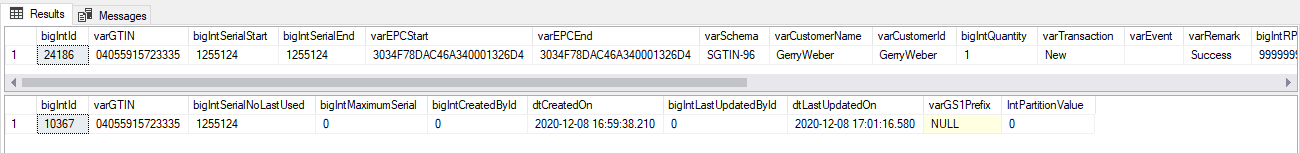 Results Messages
bigIntId varGTIN bigIntSerialStart bigIntSerialEnd varEPCStart varEPCEnd varSchema varCustomerName varCustomerId bigIntQuantity varTransaction varEvent varRemark bigIntRP
1 24186 04055915723335 1255124 1255124 3034F78DAC46A340001326D4 3034F78DAC46A340001326D4 SGTIN-96 GerryWeber GerryWeber 1 New Success 9999999
bigIntId varGTIN bigIntSerialNoLastUsed bigIntMaximumSerial bigIntCreatedById dtCreatedOn bigIntLastUpdatedById dtLastUpdatedOn varGS1Prefix IntPartitionValue
1 10367 04055915723335 1255124 0 0 2020-12-08 16:59:38.210 0 2020-12-08 17:01:16.580 NULL 0